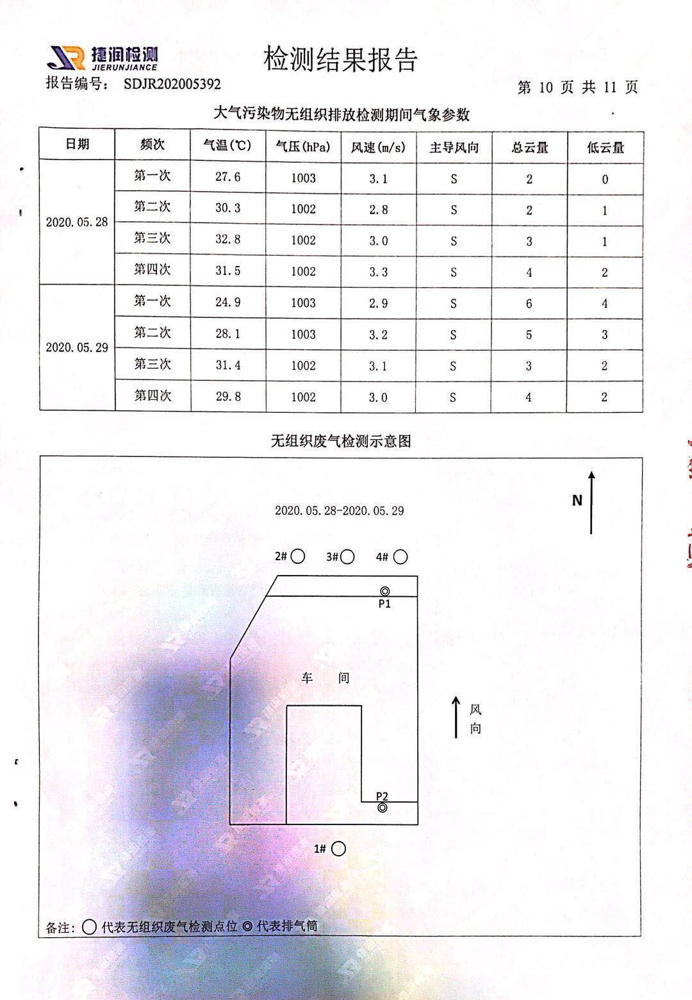 捷润检测
JIERUNJIANCE
检测结果报告
报告编号： SDJR202005392
第 10 页 共 11 页
大气污染物无组织排放检测期间气象参数
日期 频次 气温(℃) 气压(hPa) 风速(m/s) 主导风向 总云量 低云量
2020.05.28
第一次 27.6 1003 3.1 S 2 0
第二次 30.3 1002 2.8 S 2 1
第三次 32.8 1002 3.0 S 3 1
第四次 31.5 1002 3.3 S 4 2
2020.05.29
第一次 24.9 1003 2.9 S 6 4
第二次 28.1 1003 3.2 S 5 3
第三次 31.4 1002 3.1 S 3 2
第四次 29.8 1002 3.0 S 4 2
无组织废气检测示意图
N
2020.05.28-2020.05.29
2# 3# 4#
P1
车 间
风
向
P2
1#
备注：○代表无组织废气检测点位 ◎代表排气筒